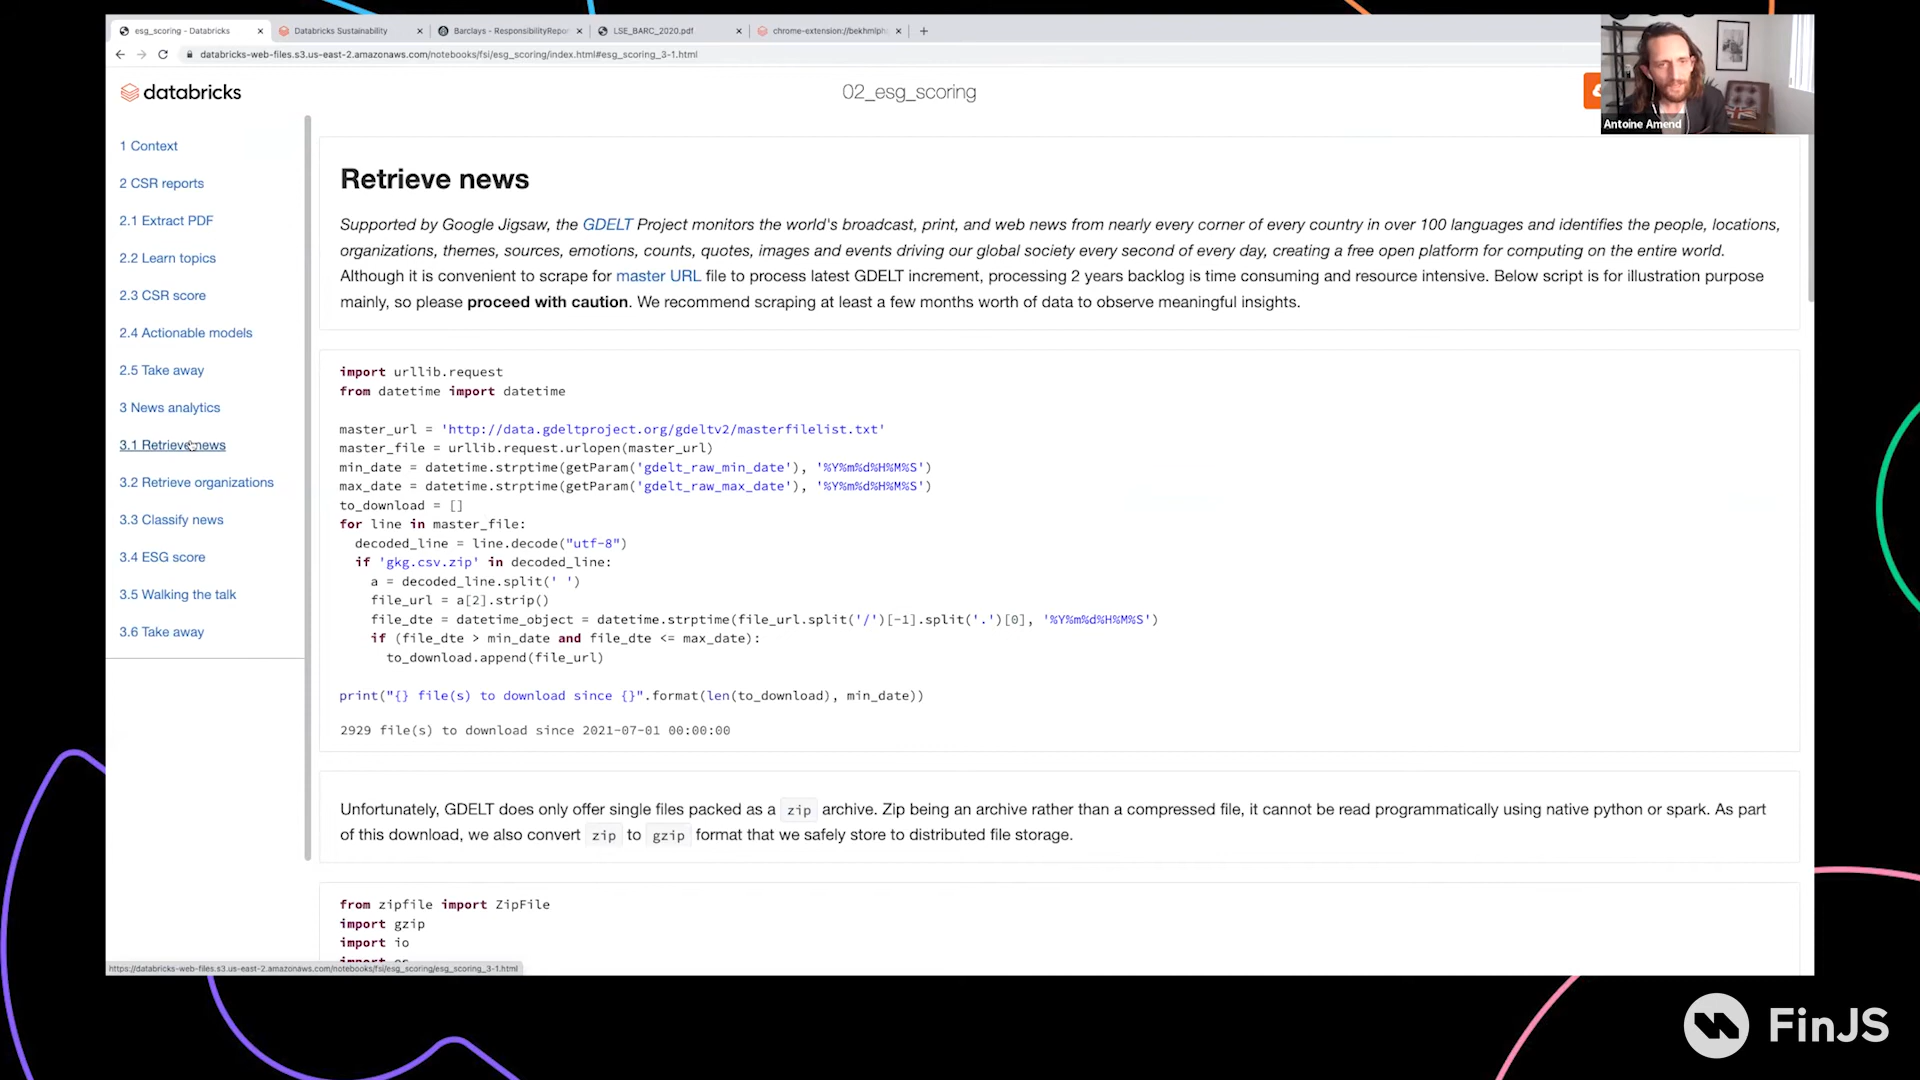 esg_scoring - Databricks
Databricks Sustainability
Barclays - ResponsibilityRepor
LSE_BARC_2020.pdf
chrome-extension://bekhmlph
databricks-web-files.s3.us-east-2.amazonaws.com/notebooks/fsi/esg_scoring/index.html#esg_scoring_3-1.html
databricks
02_esg_scoring
Antoine Amend
1 Context
2 CSR reports
2.1 Extract PDF
2.2 Learn topics
2.3 CSR score
2.4 Actionable models
2.5 Take away
3 News analytics
3.1 Retrieve news
3.2 Retrieve organizations
3.3 Classify news
3.4 ESG score
3.5 Walking the talk
3.6 Take away
Retrieve news
Supported by Google Jigsaw, the GDELT Project monitors the world's broadcast, print, and web news from nearly every corner of every country in over 100 languages and identifies the people, locations,
organizations, themes, sources, emotions, counts, quotes, images and events driving our global society every second of every day, creating a free open platform for computing on the entire world.
Although it is convenient to scrape for master URL file to process latest GDELT increment, processing 2 years backlog is time consuming and resource intensive. Below script is for illustration purpose
mainly, so please proceed with caution. We recommend scraping at least a few months worth of data to observe meaningful insights.
import urllib.request
from datetime import datetime
master_url = 'http://data.gdeltproject.org/gdeltv2/masterfilelist.txt'
master_file = urllib.request.urlopen(master_url)
min_date = datetime.strptime(getParam('gdelt_raw_min_date'), '%Y%m%d%H%M%S')
max_date = datetime.strptime(getParam('gdelt_raw_max_date'), '%Y%m%d%H%M%S')
to_download = []
for line in master_file:
decoded_line = line.decode("utf-8")
if 'gkg.csv.zip' in decoded_line:
a = decoded_line.split(' ')
file_url = a[2].strip()
file_dte = datetime_object = datetime.strptime(file_url.split('/')[-1].split('.')[0], '%Y%m%d%H%M%S')
if (file_dte > min_date and file_dte <= max_date):
to_download.append(file_url)
print("{} file(s) to download since {}".format(len(to_download), min_date))
2929 file(s) to download since 2021-07-01 00:00:00
Unfortunately, GDELT does only offer single files packed as a zip archive. Zip being an archive rather than a compressed file, it cannot be read programmatically using native python or spark. As part
of this download, we also convert zip to gzip format that we safely store to distributed file storage.
from zipfile import ZipFile
import gzip
import io
import os
https://databricks-web-files.s3.us-east-2.amazonaws.com/notebooks/fsi/esg_scoring/esg_scoring_3-1.html
FinJS